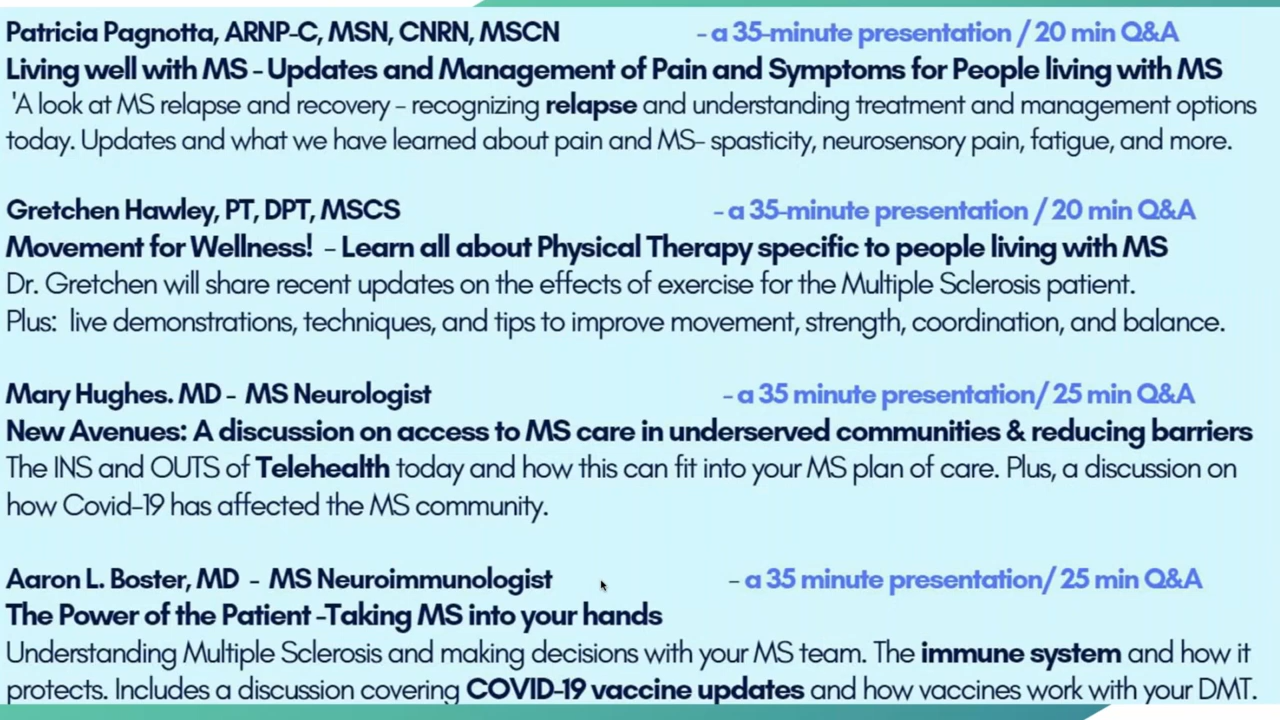 Patricia Pagnotta, ARNP-C, MSN, CNRN, MSCN - a 35-minute presentation / 20 min Q&A
Living well with MS - Updates and Management of Pain and Symptoms for People living with MS
'A look at MS relapse and recovery - recognizing relapse and understanding treatment and management options
today. Updates and what we have learned about pain and MS- spasticity, neurosensory pain, fatigue, and more.
Gretchen Hawley, PT, DPT, MSCS - a 35-minute presentation / 20 min Q&A
Movement for Wellness! - Learn all about Physical Therapy specific to people living with MS
Dr. Gretchen will share recent updates on the effects of exercise for the Multiple Sclerosis patient.
Plus: live demonstrations, techniques, and tips to improve movement, strength, coordination, and balance.
Mary Hughes. MD - MS Neurologist - a 35 minute presentation/ 25 min Q&A
New Avenues: A discussion on access to MS care in underserved communities & reducing barriers
The INS and OUTS of Telehealth today and how this can fit into your MS plan of care. Plus, a discussion on
how Covid-19 has affected the MS community.
Aaron L. Boster, MD - MS Neuroimmunologist - a 35 minute presentation/ 25 min Q&A
The Power of the Patient -Taking MS into your hands
Understanding Multiple Sclerosis and making decisions with your MS team. The immune system and how it
protects. Includes a discussion covering COVID-19 vaccine updates and how vaccines work with your DMT.